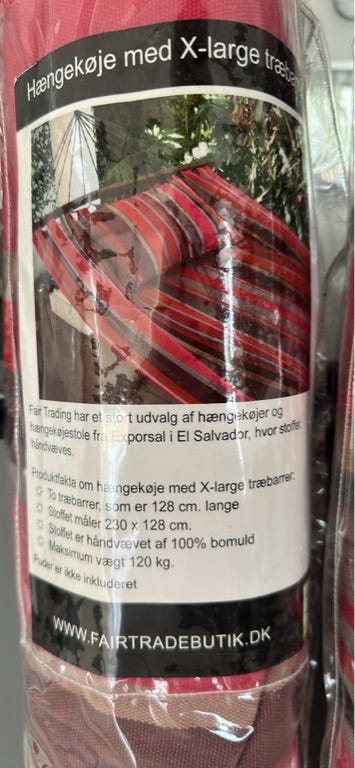 Hængekøje med X-large træba
Fair Trading har et stort udvalg af hængekøjer og
hængekøjestole fra Exporsal i El Salvador, hvor stoffet
håndvæves.
Produktfakta om hængekøje med X-large træbarrer:
To træbarrer, som er 128 cm. lange
Stoffet måler 230 x 128 cm.
Stoffet er håndvævet af 100% bomuld
Maksimum vægt 120 kg.
Puder er ikke inkluderet
WWW.FAIRTRADEBUTIK.DK